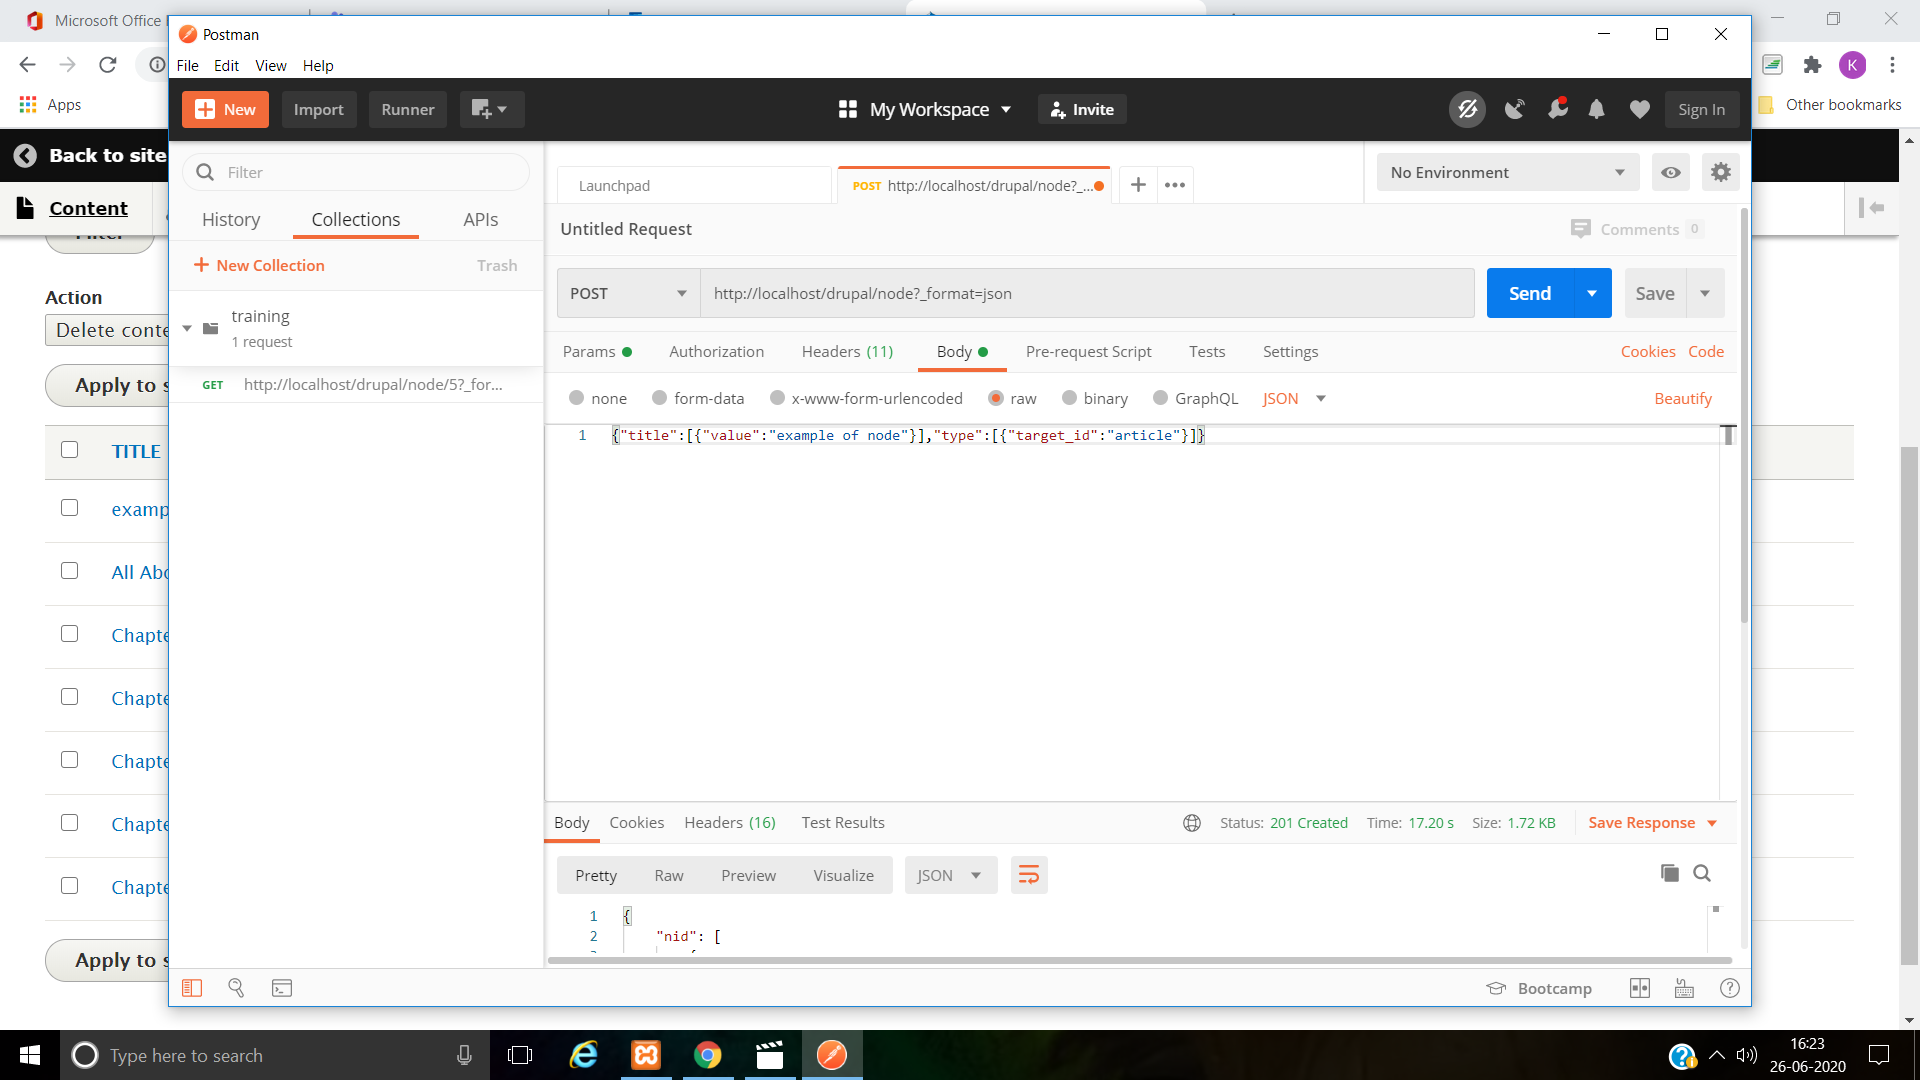 Microsoft Office
Postman
File Edit View Help
K
Apps
Other bookmarks
New Import Runner My Workspace Invite Sign In
Back to site
Content
Filter
Launchpad
POST http://localhost/drupal/node?_...
No Environment
History Collections APIs
Untitled Request
Comments 0
+ New Collection Trash
Action
POST http://localhost/drupal/node?_format=json Send Save
training
1 request
Delete conte
Params Authorization Headers (11) Body Pre-request Script Tests Settings Cookies Code
Apply to s
GET http://localhost/drupal/node/5?_for...
none form-data x-www-form-urlencoded raw binary GraphQL JSON Beautify
1 {"title":[{"value":"example of node"}],"type":[{"target_id":"article"}]}
TITLE
examp
All Abo
Chapte
Chapte
Chapte
Chapte
Chapte
Body Cookies Headers (16) Test Results Status: 201 Created Time: 17.20 s Size: 1.72 KB Save Response
Pretty Raw Preview Visualize JSON
1 {
2 "nid": [
Apply to s
Bootcamp
Type here to search
16:23
26-06-2020